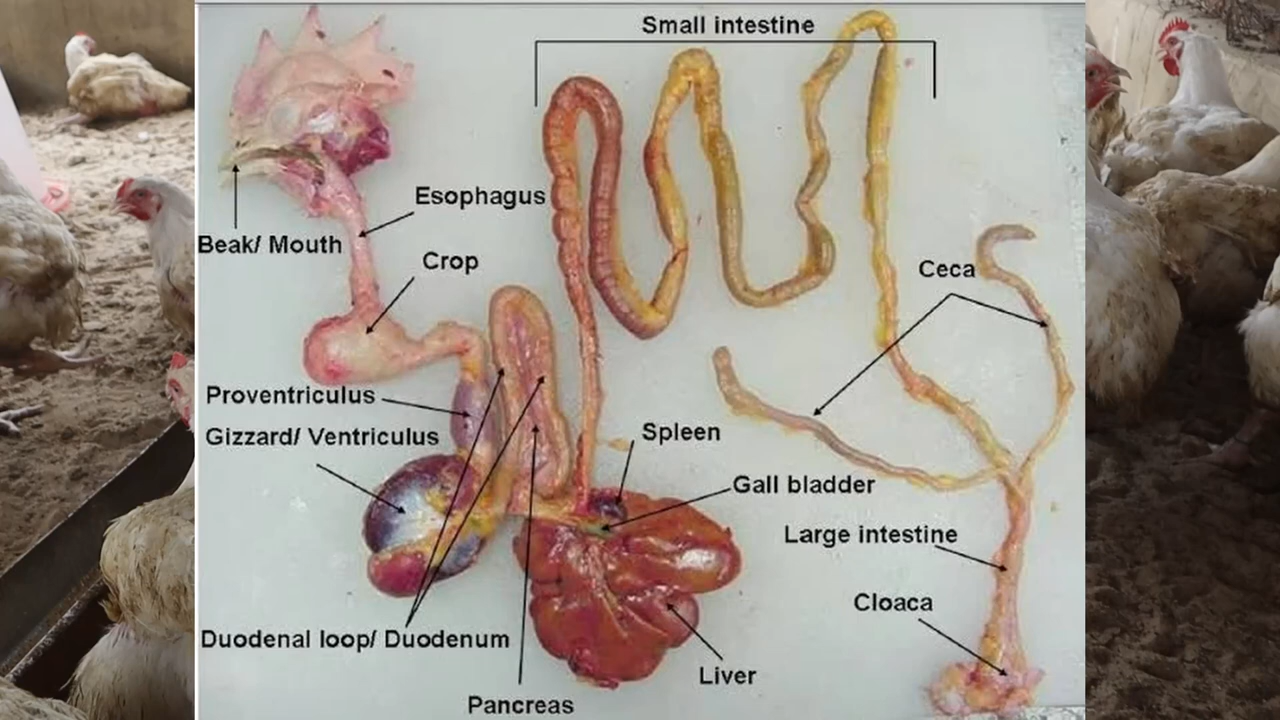 Small intestine
Esophagus
Beak/ Mouth
Crop
Ceca
Proventriculus
Gizzard/ Ventriculus
Spleen
Gall bladder
Large intestine
Cloaca
Duodenal loop/ Duodenum
Liver
Pancreas